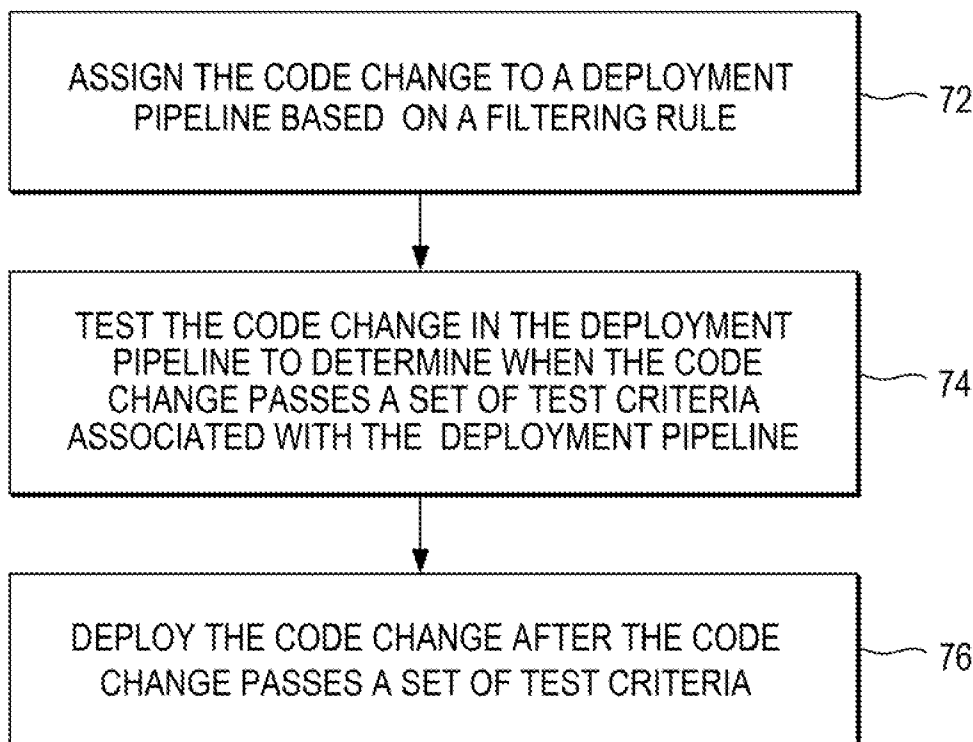 ASSIGN THE CODE CHANGE TO A DEPLOYMENT
PIPELINE BASED ON A FILTERING RULE
72
TEST THE CODE CHANGE IN THE DEPLOYMENT
PIPELINE TO DETERMINE WHEN THE CODE
CHANGE PASSES A SET OF TEST CRITERIA
ASSOCIATED WITH THE DEPLOYMENT PIPELINE
74
DEPLOY THE CODE CHANGE AFTER THE CODE
CHANGE PASSES A SET OF TEST CRITERIA
76